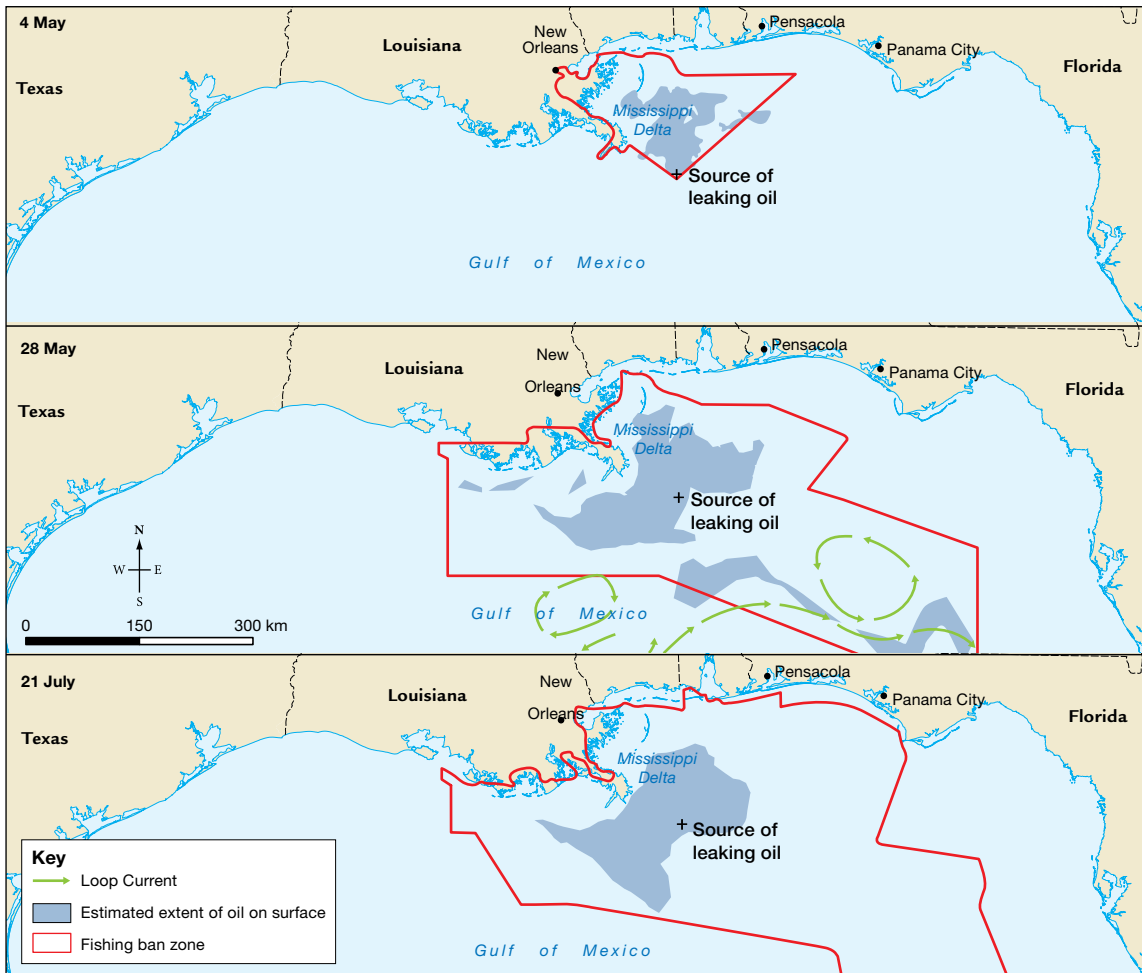 4 May
Pensacola
Louisiana
New
Orleans
Panama City
Florida
Texas
Mississippi
Delta
Source of
leaking oil
Gulf of Mexico
28 May
Pensacola
New
Louisiana
Panama City
Orleans
Florida
Texas
Mississippi
Delta
Source of
leaking oil
N
W E
S
Gulf of Mexico
0 150 300 km
21 July
Pensacola
New
Louisiana
Panama City
Orleans
Florida
Texas
Mississippi
Delta
Source of
leaking oil
Key
Loop Current
Estimated extent of oil on surface
Fishing ban zone
Gulf of Mexico